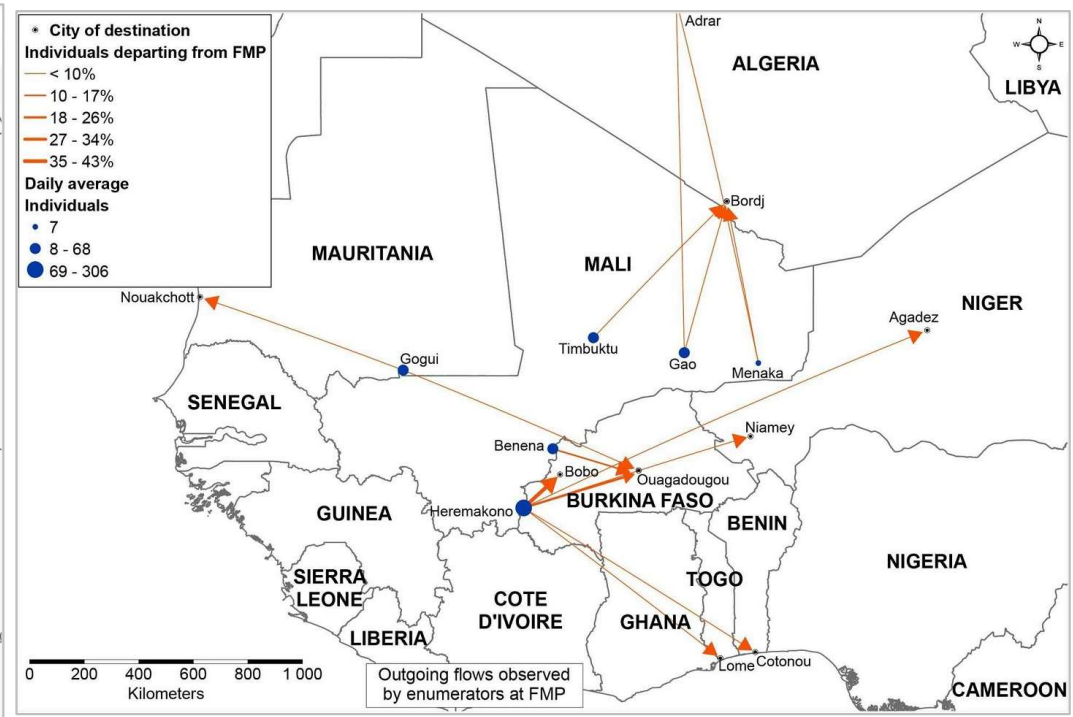 City of destination
Individuals departing from FMP
< 10%
10 - 17%
18 - 26%
27 - 34%
35 - 43%
Daily average
Individuals
7
8 - 68
69 - 306
Adrar
N
W E
S
ALGERIA
LIBYA
Bordj
MAURITANIA
MALI
NIGER
Nouakchott
Agadez
Timbuktu
Gao
Menaka
Gogui
SENEGAL
Niamey
Benena
Bobo
Ouagadougou
BURKINA FASO
Heremakono
GUINEA
BENIN
NIGERIA
SIERRA
LEONE
TOGO
COTE
D'IVOIRE
GHANA
LIBERIA
Lome
Cotonou
0 200 400 600 800 1 000
Kilometers
Outgoing flows observed
by enumerators at FMP
CAMEROON